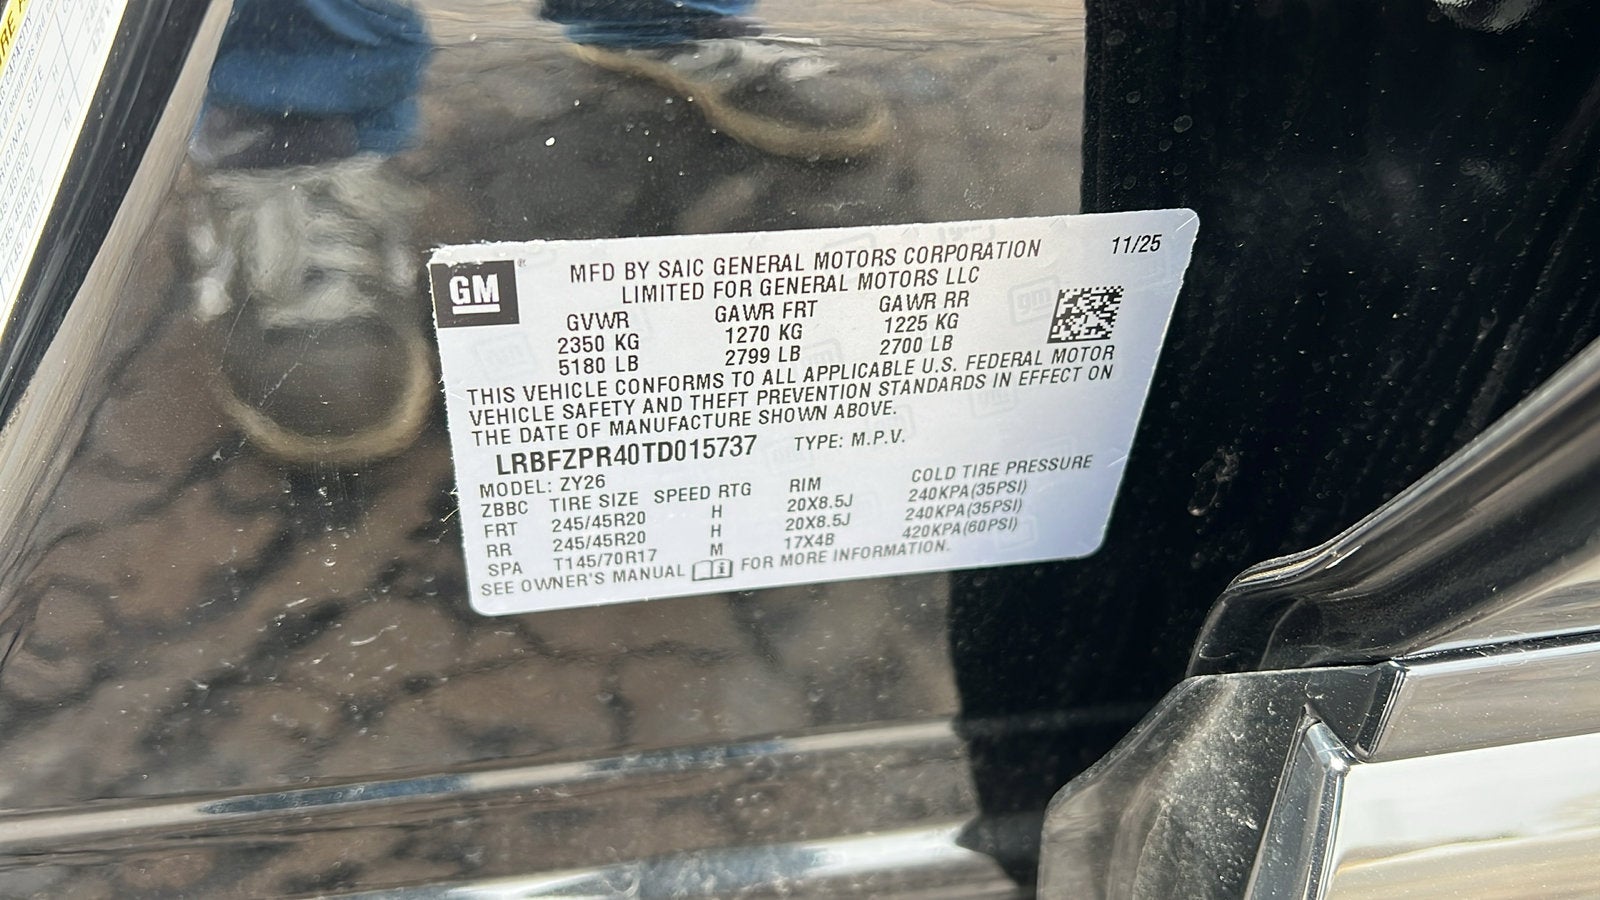 GM
MFD BY SAIC GENERAL MOTORS CORPORATION 11/25
LIMITED FOR GENERAL MOTORS LLC
GVWR GAWR FRT GAWR RR
2350 KG 1270 KG 1225 KG
5180 LB 2799 LB 2700 LB
THIS VEHICLE CONFORMS TO ALL APPLICABLE U.S. FEDERAL MOTOR
VEHICLE SAFETY AND THEFT PREVENTION STANDARDS IN EFFECT ON
THE DATE OF MANUFACTURE SHOWN ABOVE.
LRBFZPR40TD015737 TYPE: M.P.V.
MODEL: ZY26
ZBBC TIRE SIZE SPEED RTG RIM COLD TIRE PRESSURE
FRT 245/45R20 H 20X8.5J 240KPA(35PSI)
RR 245/45R20 H 20X8.5J 240KPA(35PSI)
SPA T145/70R17 M 17X4B 420KPA(60PSI)
SEE OWNER'S MANUAL FOR MORE INFORMATION.